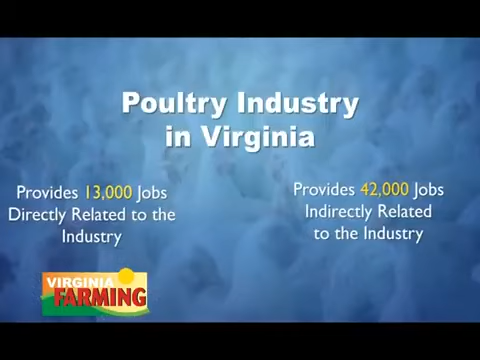 Poultry Industry
in Virginia
Provides 13,000 Jobs
Directly Related to the
Industry
Provides 42,000 Jobs
Indirectly Related
to the Industry
VIRGINIA
FARMING